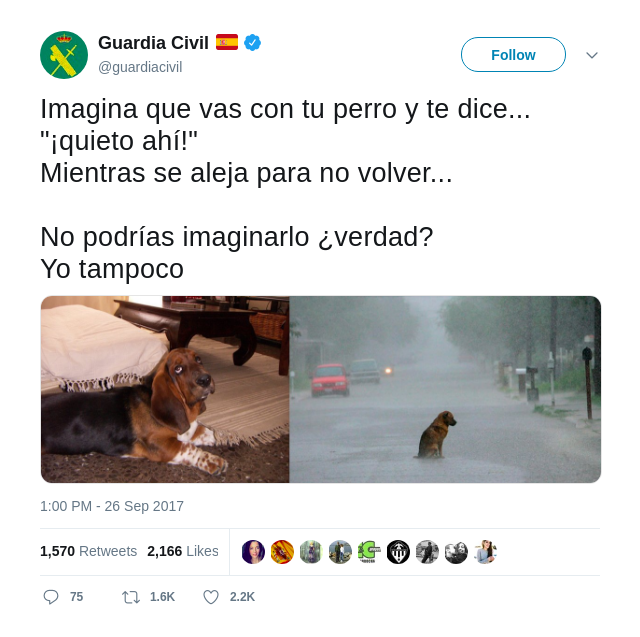 Guardia Civil
@guardiacivil
Follow
Imagina que vas con tu perro y te dice...
"¡quieto ahí!"
Mientras se aleja para no volver...
No podrías imaginarlo ¿verdad?
Yo tampoco
1:00 PM - 26 Sep 2017
1,570 Retweets 2,166 Likes
75 1.6K 2.2K